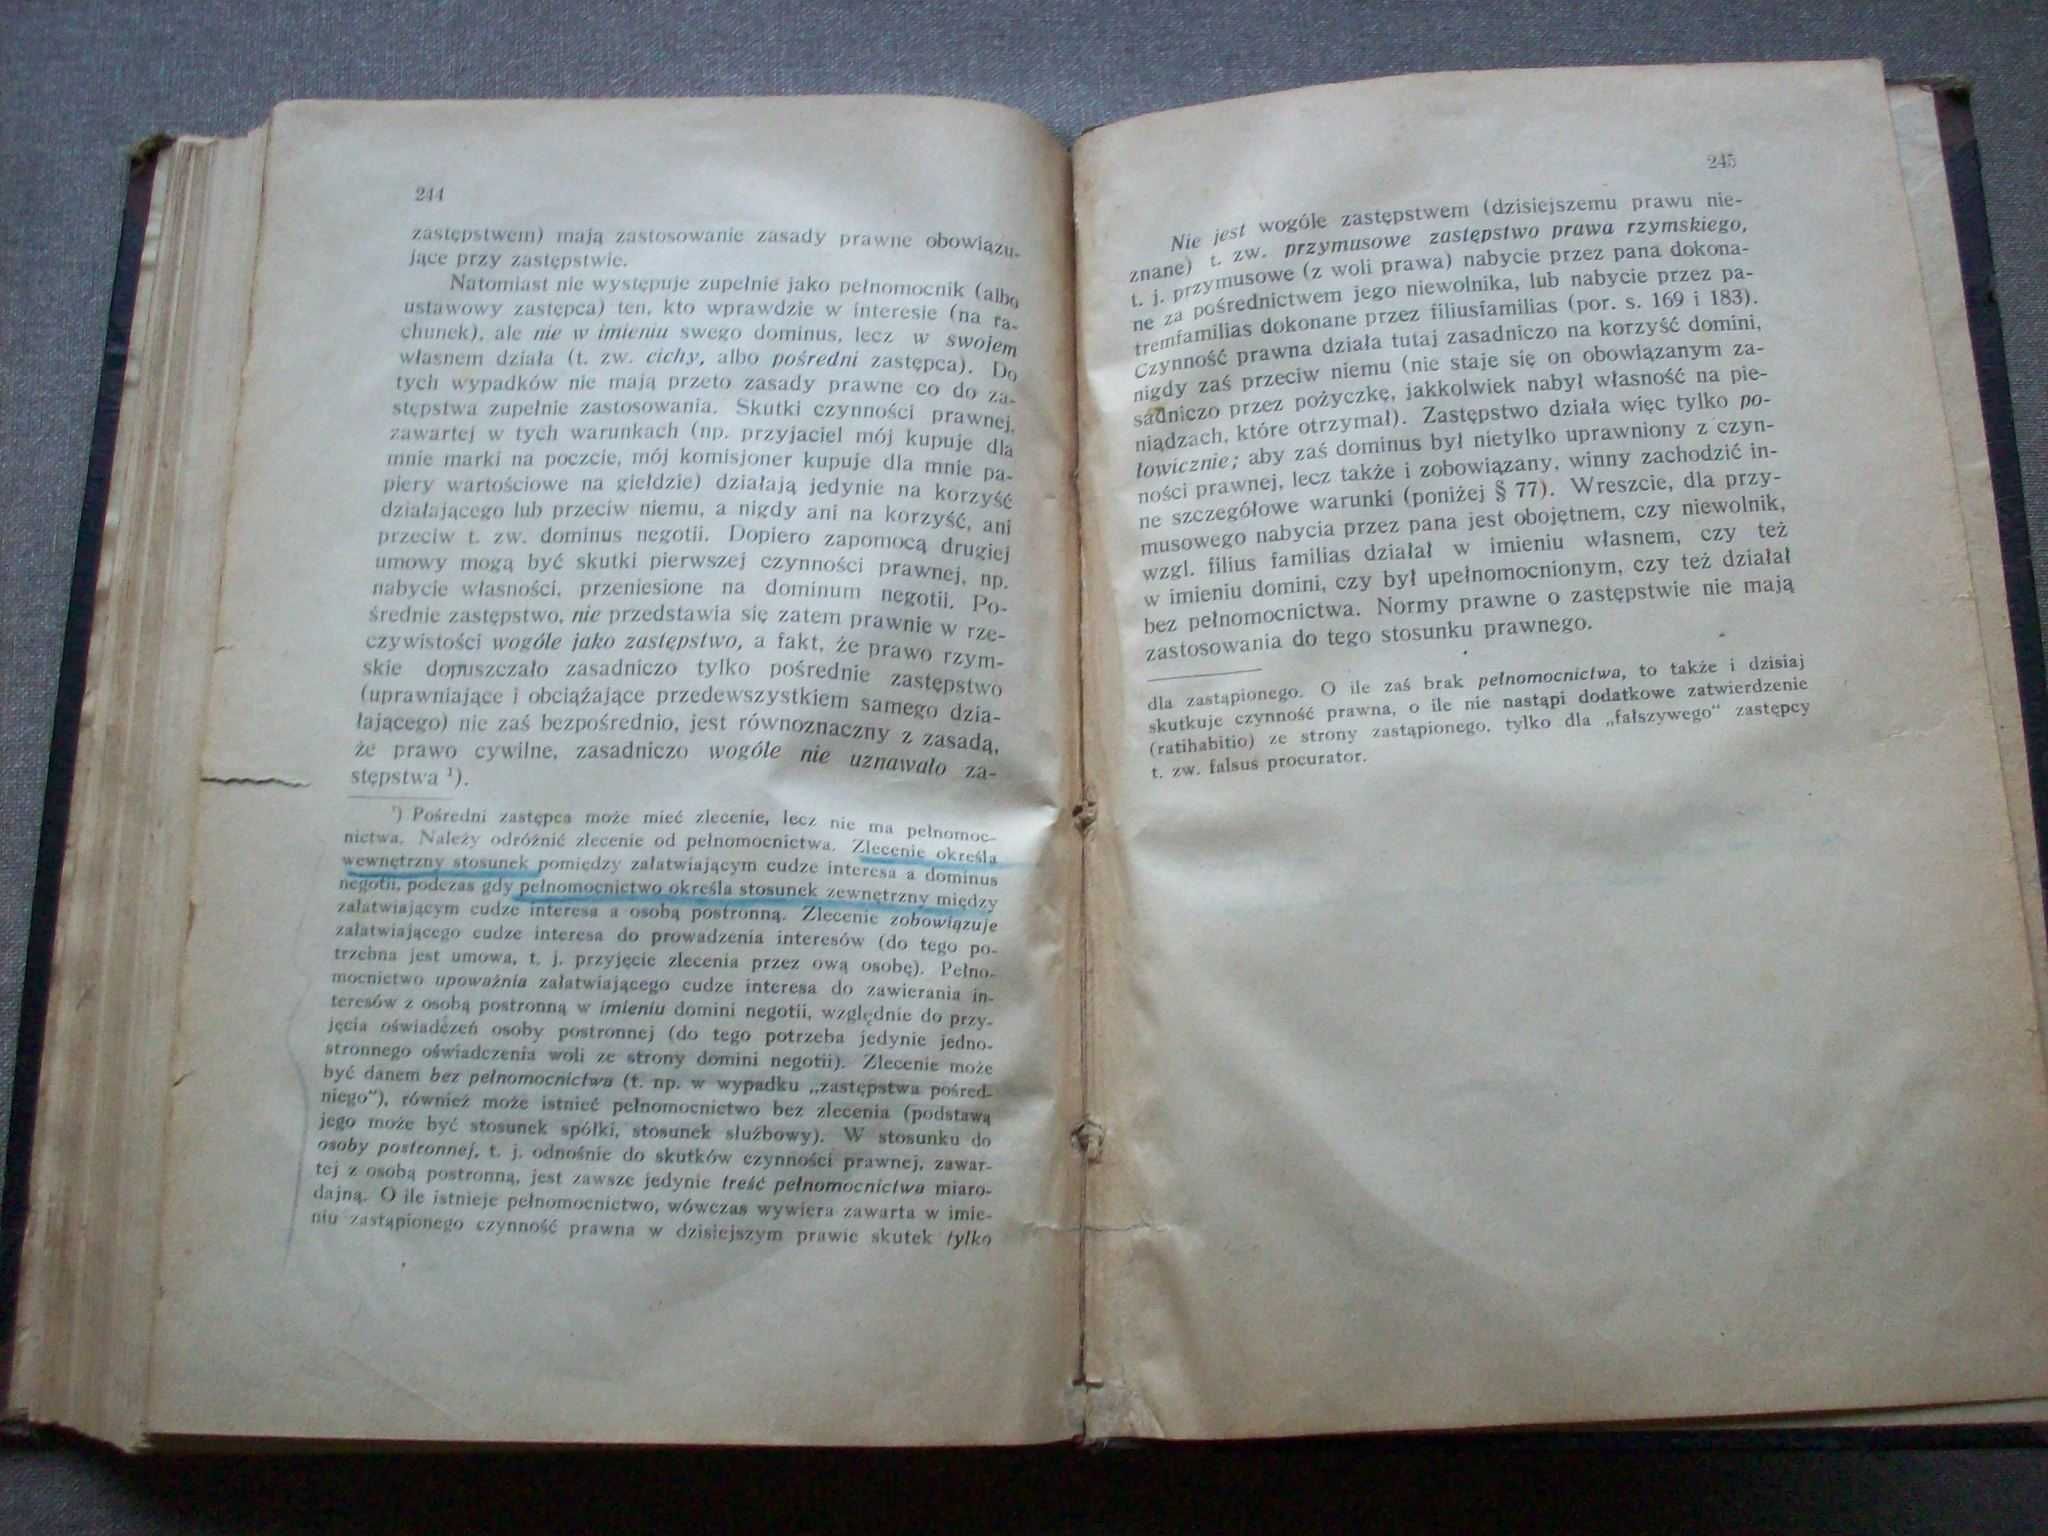 244
zastępstwem) mają zastosowanie zasady prawne obowiązu-
jące przy zastępstwie.
Natomiast nie występuje zupełnie jako pełnomocnik (albo
ustawowy zastępca) ten, kto wprawdzie w interesie (na ra-
chunek), ale nie w imieniu swego dominus, lecz w swojem
własnem działa (t. zw. cichy, albo pośredni zastępca). Do
tych wypadków nie mają przeto zasady prawne co do za-
stępstwa zupełnie zastosowania. Skutki czynności prawnej,
zawartej w tych warunkach (np. przyjaciel mój kupuje dla
mnie marki na poczcie, mój komisjoner kupuje dla mnie pa-
piery wartościowe na giełdzie) działają jedynie na korzyść
działającego lub przeciw niemu, a nigdy ani na korzyść, ani
przeciw t. zw. dominus negotii. Dopiero zapomocą drugiej
umowy mogą być skutki pierwszej czynności prawnej, np.
nabycie własności, przeniesione na dominum negotii. Po-
średnie zastępstwo, nie przedstawia się zatem prawnie w rze-
czywistości wogóle jako zastępstwo, a fakt, że prawo rzym-
skie dopuszczało zasadniczo tylko pośrednie zastępstwo
(uprawniające i obciążające przedewszystkiem samego dzia-
łającego) nie zaś bezpośrednio, jest równoznaczny z zasadą,
że prawo cywilne, zasadniczo wogóle nie uznawało za-
stępstwa ¹).
¹) Pośredni zastępca może mieć zlecenie, lecz nie ma pełnomoc-
nictwa. Należy odróżnić zlecenie od pełnomocnictwa. Zlecenie określa
wewnętrzny stosunek pomiędzy załatwiającym cudze interesa a dominus
negotii, podczas gdy pełnomocnictwo określa stosunek zewnętrzny między
załatwiającym cudze interesa a osobą postronną. Zlecenie zobowiązuje
załatwiającego cudze interesa do prowadzenia interesów (do tego po-
trzebna jest umowa, t. j. przyjęcie zlecenia przez ową osobę). Pełno-
mocnictwo upoważnia załatwiającego cudze interesa do zawierania in-
teresów z osobą postronną w imieniu domini negotii, względnie do przy-
jęcia oświadczeń osoby postronnej (do tego potrzeba jedynie jedno-
stronnego oświadczenia woli ze strony domini negotii). Zlecenie może
być danem bez pełnomocnictwa (t. np. w wypadku „zastępstwa pośred-
niego"), również może istnieć pełnomocnictwo bez zlecenia (podstawą
jego może być stosunek spółki, stosunek służbowy). W stosunku do
osoby postronnej, t. j. odnośnie do skutków czynności prawnej, zawar-
tej z osobą postronną, jest zawsze jedynie treść pełnomocnictwa miaro-
dajną. O ile istnieje pełnomocnictwo, wówczas wywiera zawarta w imie-
niu zastąpionego czynność prawna w dzisiejszym prawie skutek tylko
245
Nie jest wogóle zastępstwem (dzisiejszemu prawu nie-
znane) t. zw. przymusowe zastępstwo prawa rzymskiego,
t. j. przymusowe (z woli prawa) nabycie przez pana dokona-
ne za pośrednictwem jego niewolnika, lub nabycie przez pa-
tremfamilias dokonane przez filiusfamilias (por. s. 169 i 183).
Czynność prawna działa tutaj zasadniczo na korzyść domini,
nigdy zaś przeciw niemu (nie staje się on obowiązanym za-
sadniczo przez pożyczkę, jakkolwiek nabył własność na pie-
niądzach, które otrzymał). Zastępstwo działa więc tylko po-
łowicznie; aby zaś dominus był nietylko uprawniony z czyn-
ności prawnej, lecz także i zobowiązany, winny zachodzić in-
ne szczegółowe warunki (poniżej § 77). Wreszcie, dla przy-
musowego nabycia przez pana jest obojętnem, czy niewolnik,
wzgl. filius familias działał w imieniu własnem, czy też
w imieniu domini, czy był upełnomocnionym, czy też działał
bez pełnomocnictwa. Normy prawne o zastępstwie nie mają
zastosowania do tego stosunku prawnego.
dla zastąpionego. O ile zaś brak pełnomocnictwa, to także i dzisiaj
skutkuje czynność prawna, o ile nie nastąpi dodatkowe zatwierdzenie
(ratihabitio) ze strony zastąpionego, tylko dla „fałszywego" zastępcy
t. zw. falsus procurator.